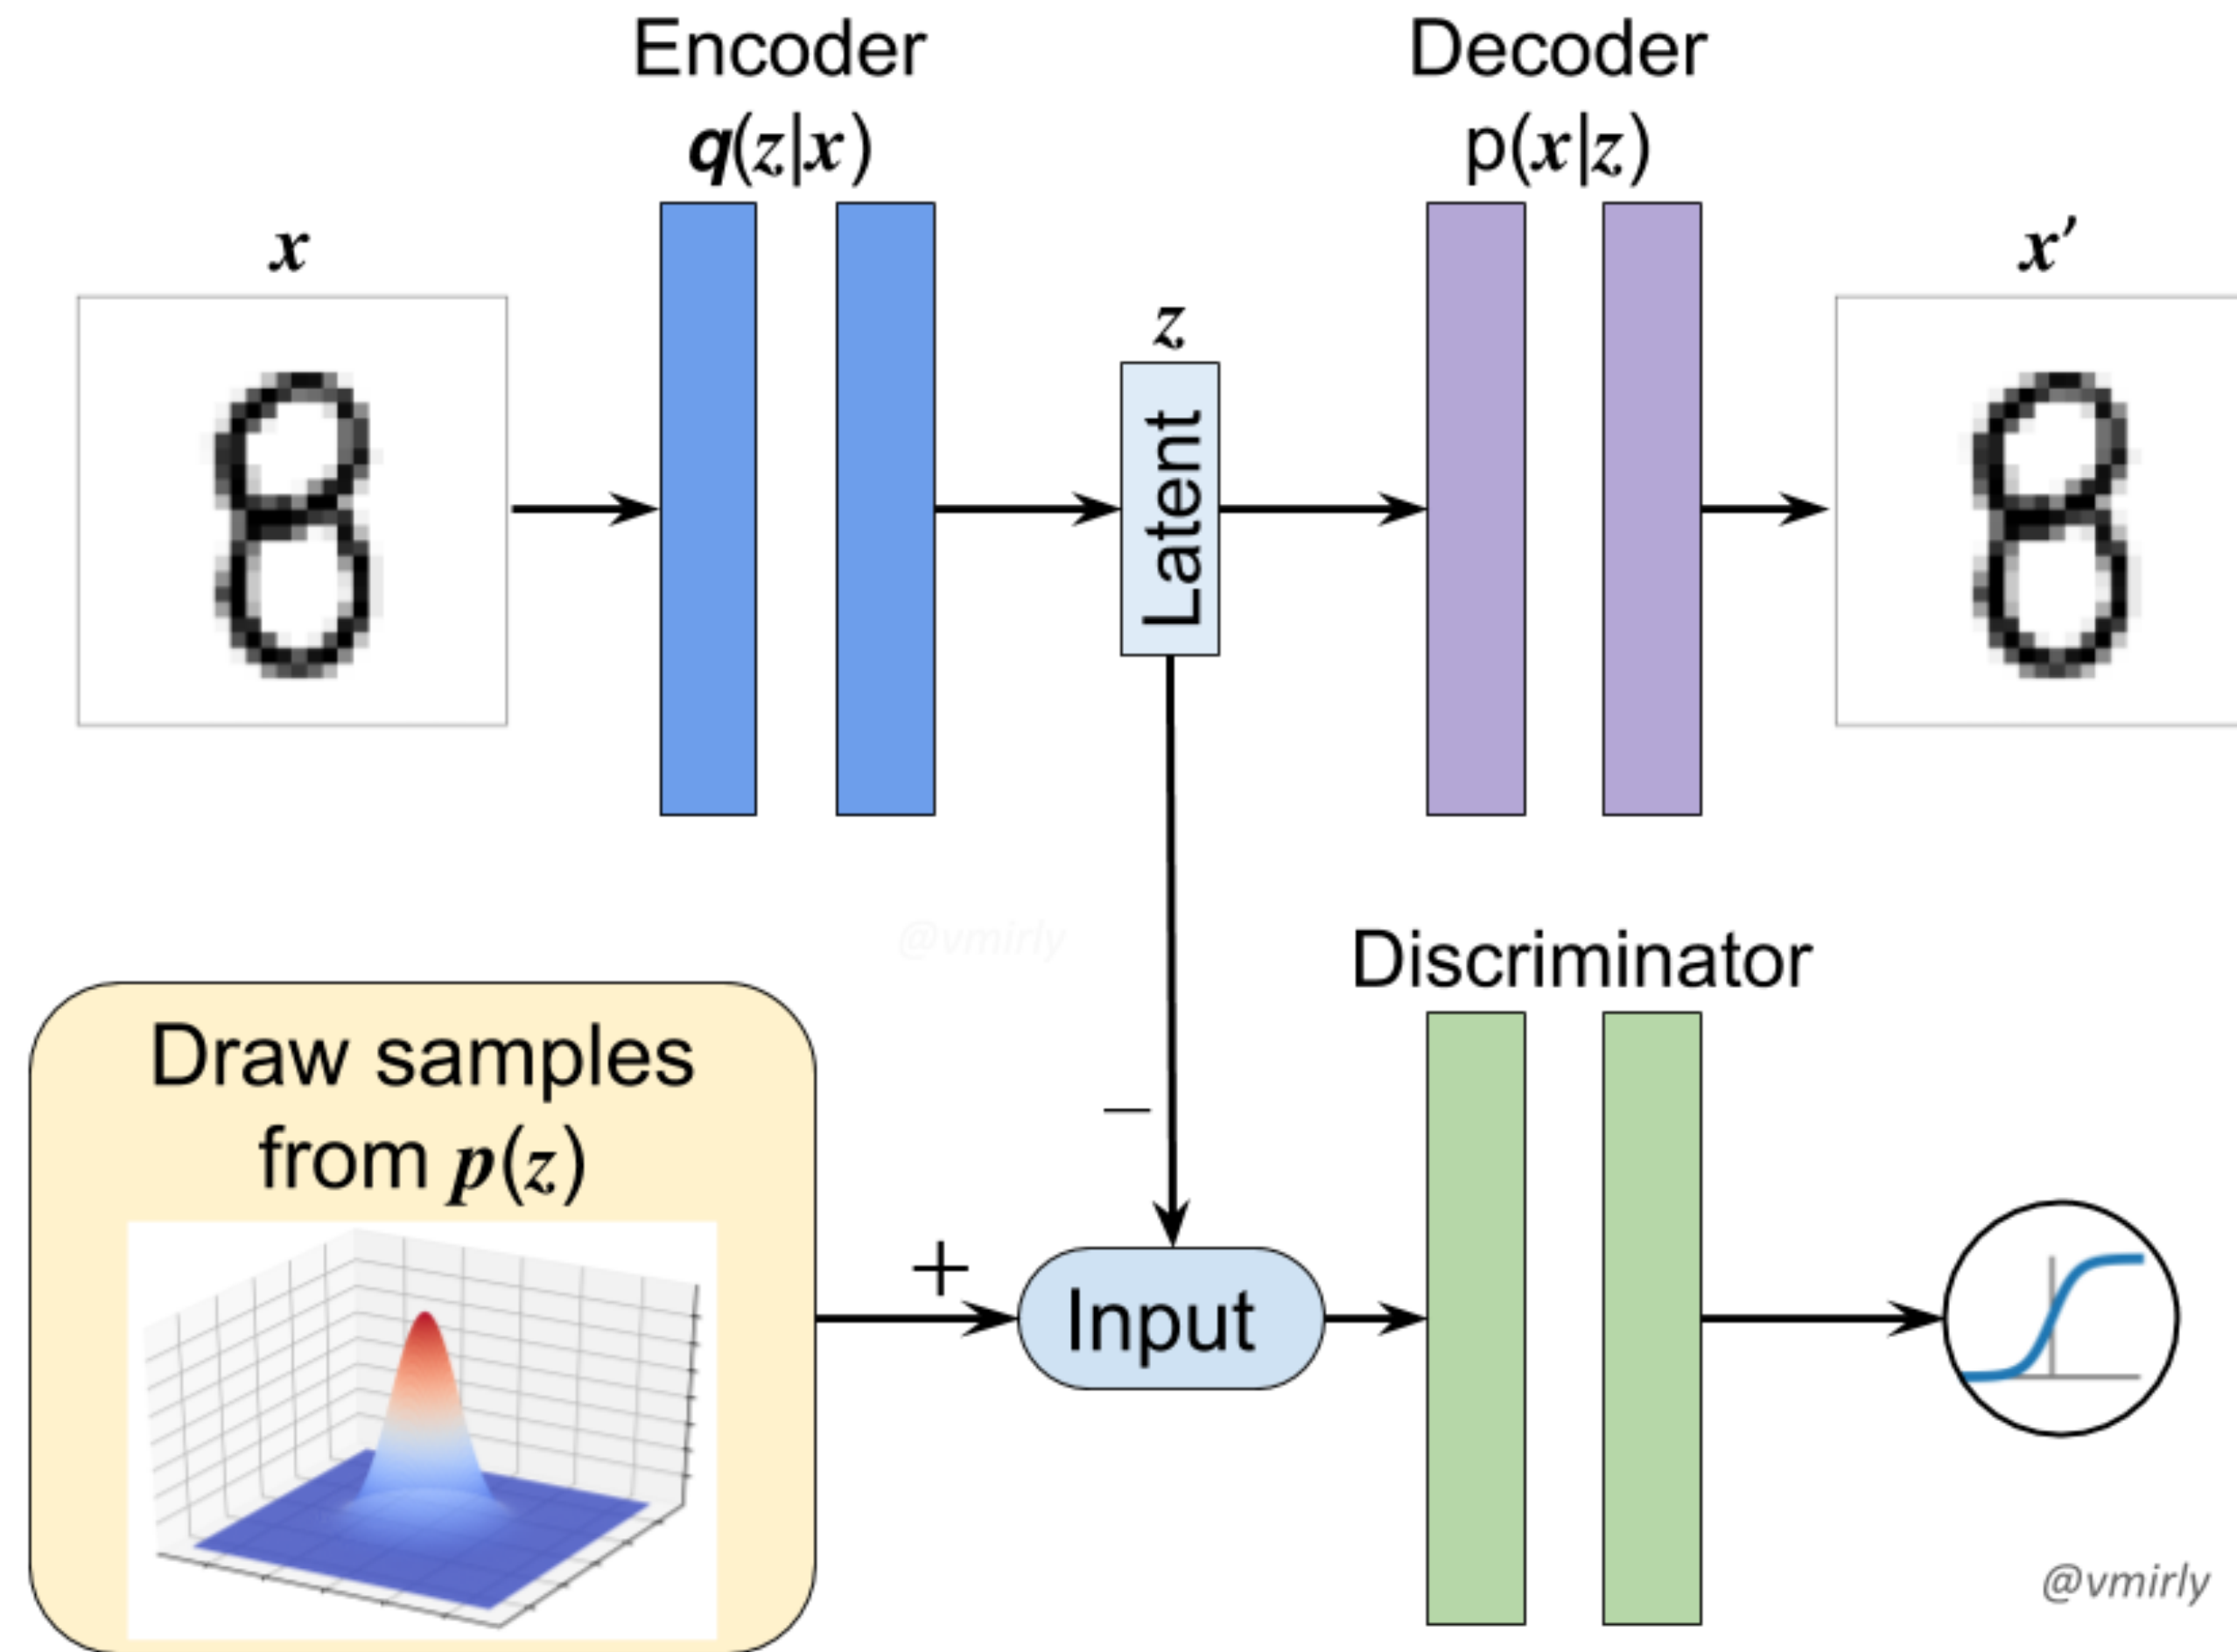 Encoder
Decoder
q(z|x)
p(x|z)
x
x′
z
Latent
@vmirly
Discriminator
Draw samples
from p(z)
−
+
Input
@vmirly